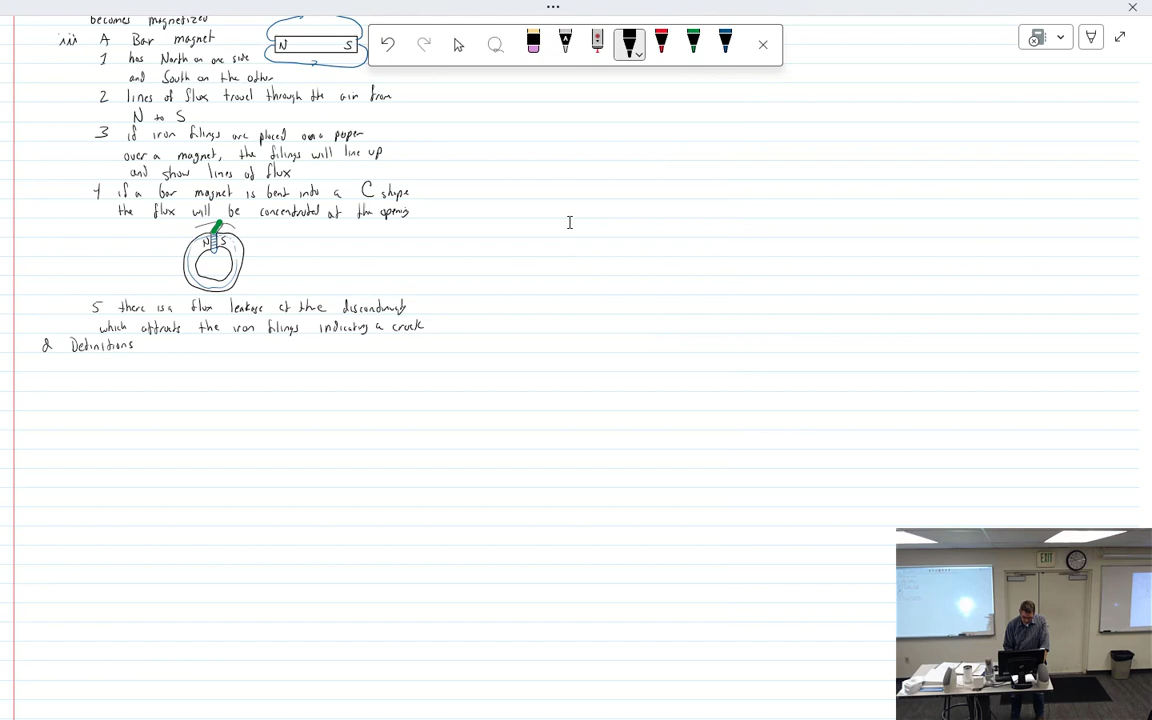 becomes magnetized
iii A Bar magnet
N S
1 has North on one side
and South on the other
2 lines of flux travel through the air from
N to S
3 if iron filings are placed on a paper
over a magnet, the filings will line up
and show lines of flux
4 if a bar magnet is bent into a C shape
the flux will be concentrated at the opening
N S
5 there is a flux leakage at the discontinuity
which attracts the iron filings indicating a crack
2 Definitions
EXIT